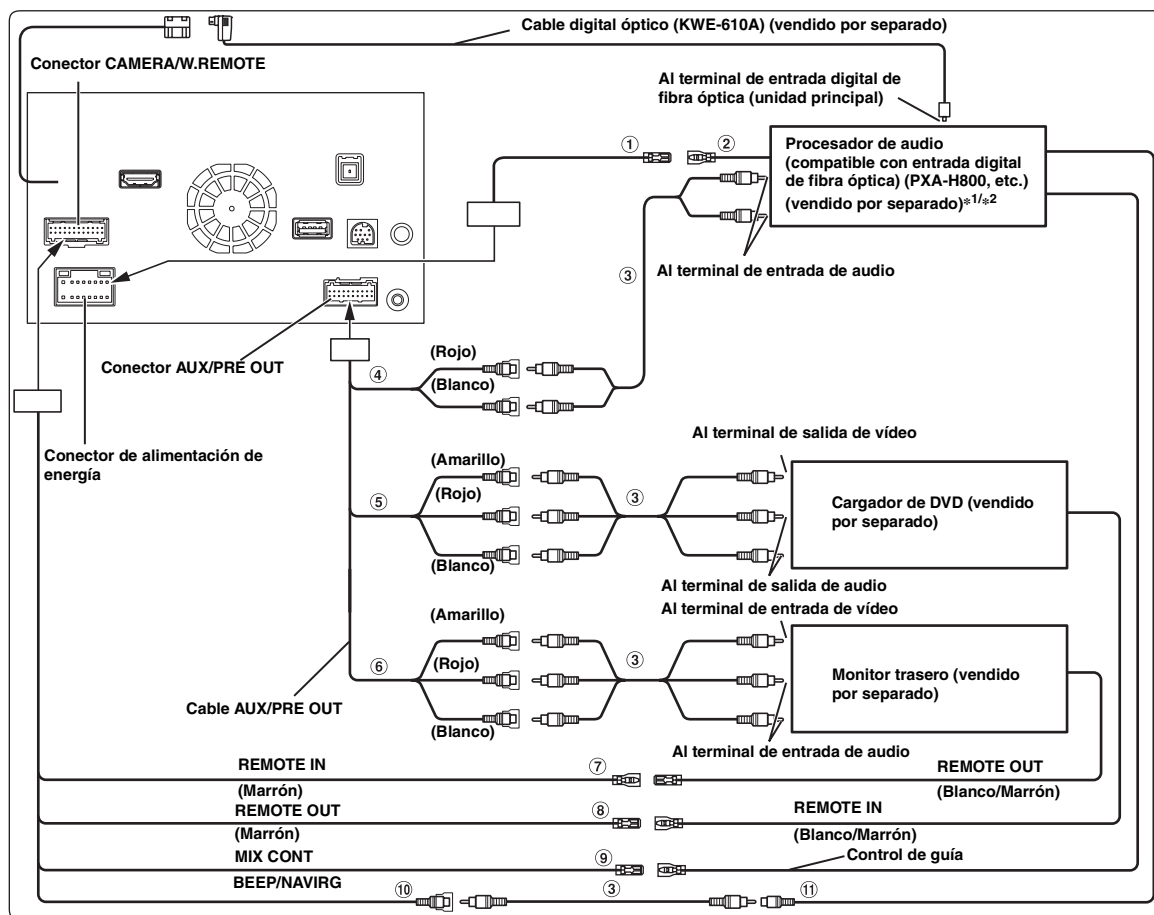 Cable digital óptico (KWE-610A) (vendido por separado)
Conector CAMERA/W.REMOTE
Al terminal de entrada digital de
fibra óptica (unidad principal)
①
②
Procesador de audio
(compatible con entrada digital
de fibra óptica) (PXA-H800, etc.)
(vendido por separado)*1/*2
Al terminal de entrada de audio
③
Conector AUX/PRE OUT
④
(Rojo)
(Blanco)
Conector de alimentación de
energía
Al terminal de salida de vídeo
(Amarillo)
(Rojo)
⑤
③
(Blanco)
Cargador de DVD (vendido
por separado)
Al terminal de salida de audio
Al terminal de entrada de vídeo
(Amarillo)
(Rojo)
⑥
③
(Blanco)
Monitor trasero (vendido
por separado)
Cable AUX/PRE OUT
Al terminal de entrada de audio
REMOTE IN
⑦
REMOTE OUT
(Marrón)
(Blanco/Marrón)
REMOTE OUT
⑧
REMOTE IN
(Marrón)
(Blanco/Marrón)
MIX CONT
⑨
Control de guía
BEEP/NAVIRG
⑩
③
⑪